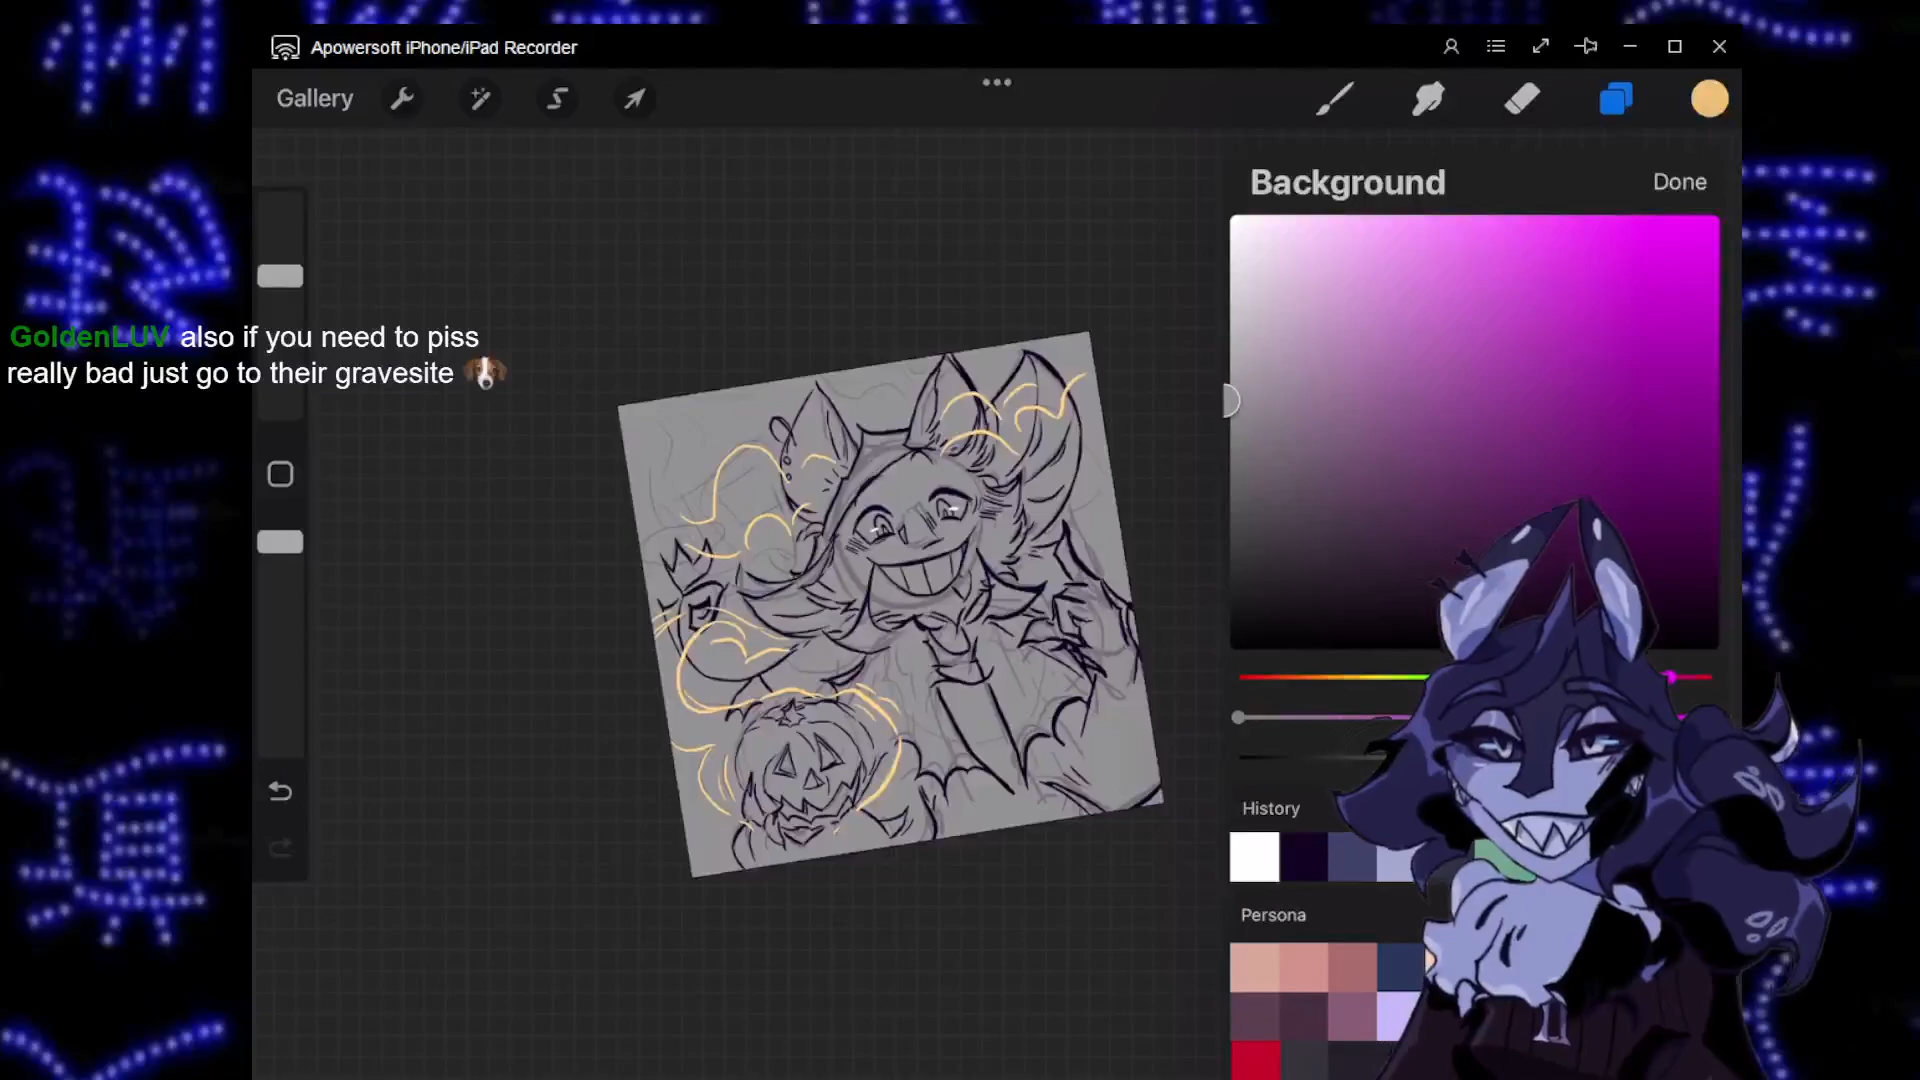 Apowersoft iPhone/iPad Recorder
Gallery
Background
Done
GoldenLUV also if you need to piss
really bad just go to their gravesite
History
Persona